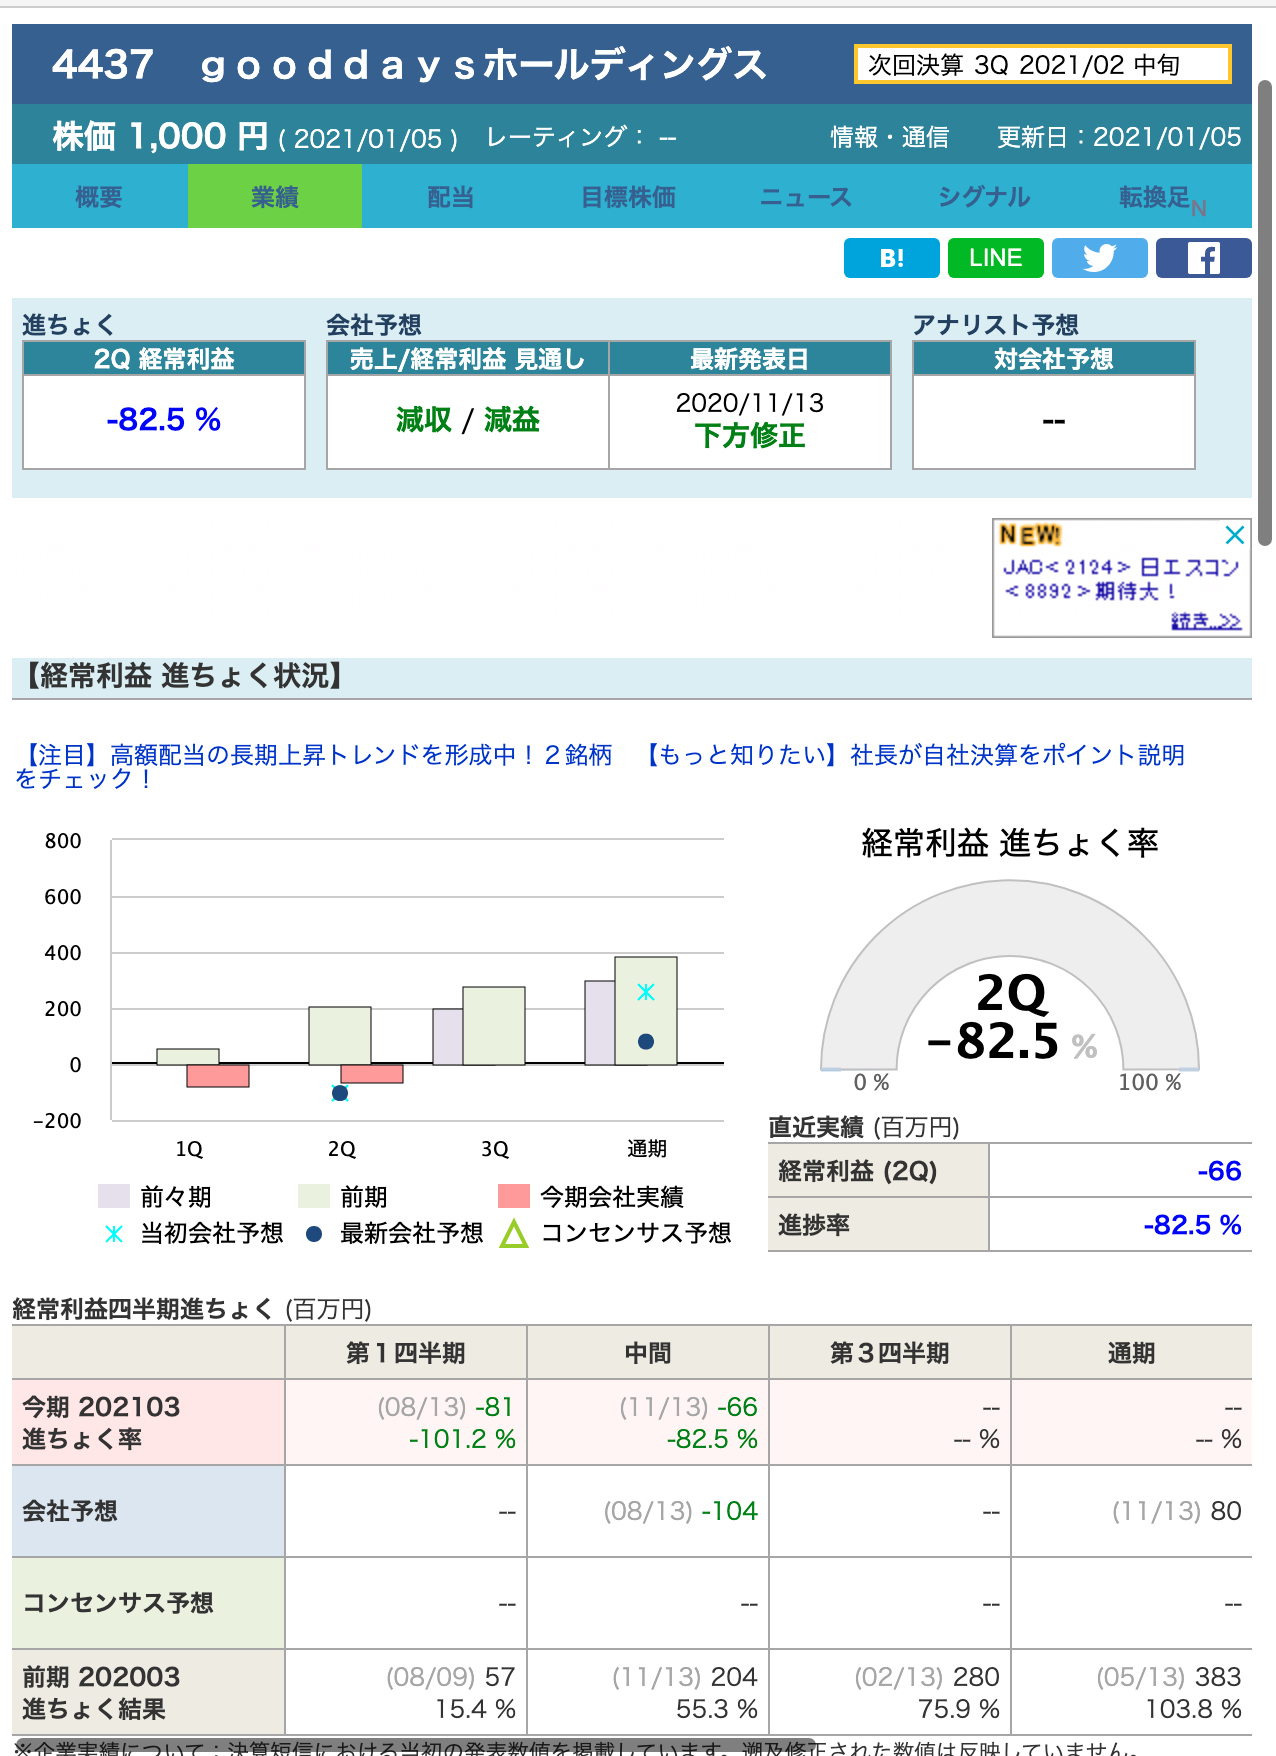 4437　ｇｏｏｄｄａｙｓホールディングス
次回決算 3Q 2021/02 中旬
株価 1,000 円 ( 2021/01/05 )　レーティング： --
情報・通信　更新日：2021/01/05
概要　業績　配当　目標株価　ニュース　シグナル　転換足N
B!　LINE
進ちょく
2Q 経常利益
-82.5 %
会社予想
売上/経常利益 見通し　最新発表日
減収 / 減益
2020/11/13
下方修正
アナリスト予想
対会社予想
--
NEW!
JAC<2124> 日エスコン
<8892>期待大！
続き..>>
【経常利益 進ちょく状況】
【注目】高額配当の長期上昇トレンドを形成中！２銘柄
をチェック！
【もっと知りたい】社長が自社決算をポイント説明
800
600
400
200
0
-200
1Q　2Q　3Q　通期
前々期　前期　今期会社実績
当初会社予想　最新会社予想　コンセンサス予想
経常利益 進ちょく率
2Q
-82.5 %
0 %　100 %
直近実績 (百万円)
経常利益 (2Q)　-66
進捗率　-82.5 %
経常利益四半期進ちょく (百万円)
第１四半期　中間　第３四半期　通期
今期 202103　(08/13) -81　(11/13) -66　--　--
進ちょく率　-101.2 %　-82.5 %　-- %　-- %
会社予想　--　(08/13) -104　--　(11/13) 80
コンセンサス予想　--　--　--　--
前期 202003　(08/09) 57　(11/13) 204　(02/13) 280　(05/13) 383
進ちょく結果　15.4 %　55.3 %　75.9 %　103.8 %
※企業実績について：決算短信における当初の発表数値を掲載しています。遡及修正された数値は反映していません。